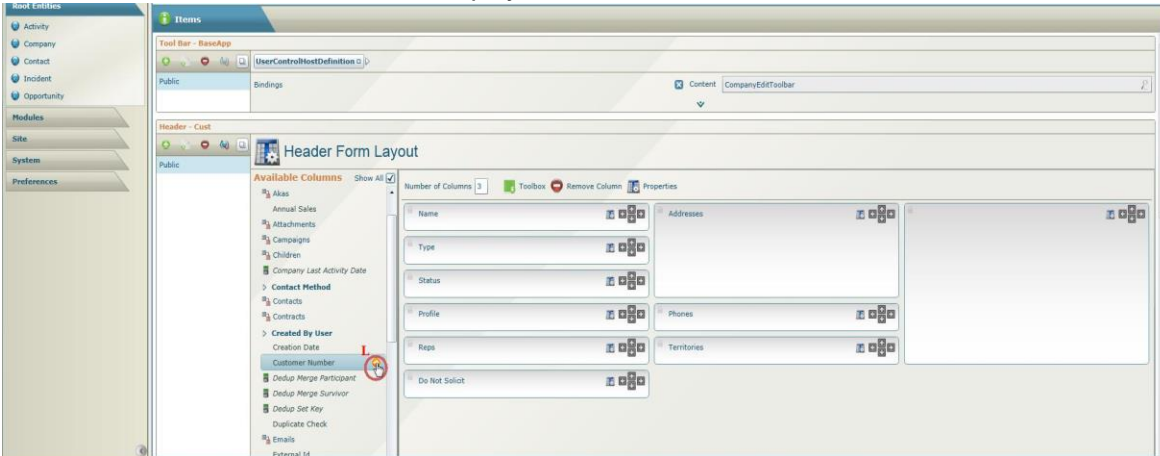 Root Entities
Activity
Company
Contact
Incident
Opportunity
Modules
Site
System
Preferences
Items
Tool Bar - BaseApp
UserControlHostDefinition
Public
Bindings
Content CompanyEditToolbar
Header - Cust
Public
Header Form Layout
Available Columns Show All
Number of Columns 3 Toolbox Remove Column Properties
Akas
Annual Sales
Attachments
Campaigns
Children
Company Last Activity Date
> Contact Method
Contacts
Contracts
> Created By User
Creation Date
L
Customer Number
Dedup Merge Participant
Dedup Merge Survivor
Dedup Set Key
Duplicate Check
Emails
External Id
Name
Type
Status
Profile
Reps
Do Not Solicit
Addresses
Phones
Territories